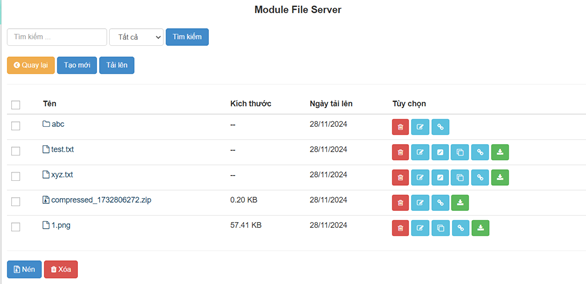 Module File Server
Tìm kiếm ... Tất cả Tìm kiếm
Quay lại Tạo mới Tải lên
Tên Kích thước Ngày tải lên Tùy chọn
abc -- 28/11/2024
test.txt -- 28/11/2024
xyz.txt -- 28/11/2024
compressed_1732806272.zip 0.20 KB 28/11/2024
1.png 57.41 KB 28/11/2024
Nén Xóa